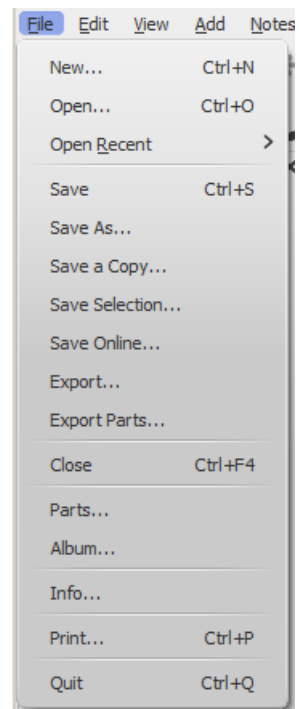 File Edit View Add Notes
New... Ctrl+N
Open... Ctrl+O
Open Recent
Save Ctrl+S
Save As...
Save a Copy...
Save Selection...
Save Online...
Export...
Export Parts...
Close Ctrl+F4
Parts...
Album...
Info...
Print... Ctrl+P
Quit Ctrl+Q